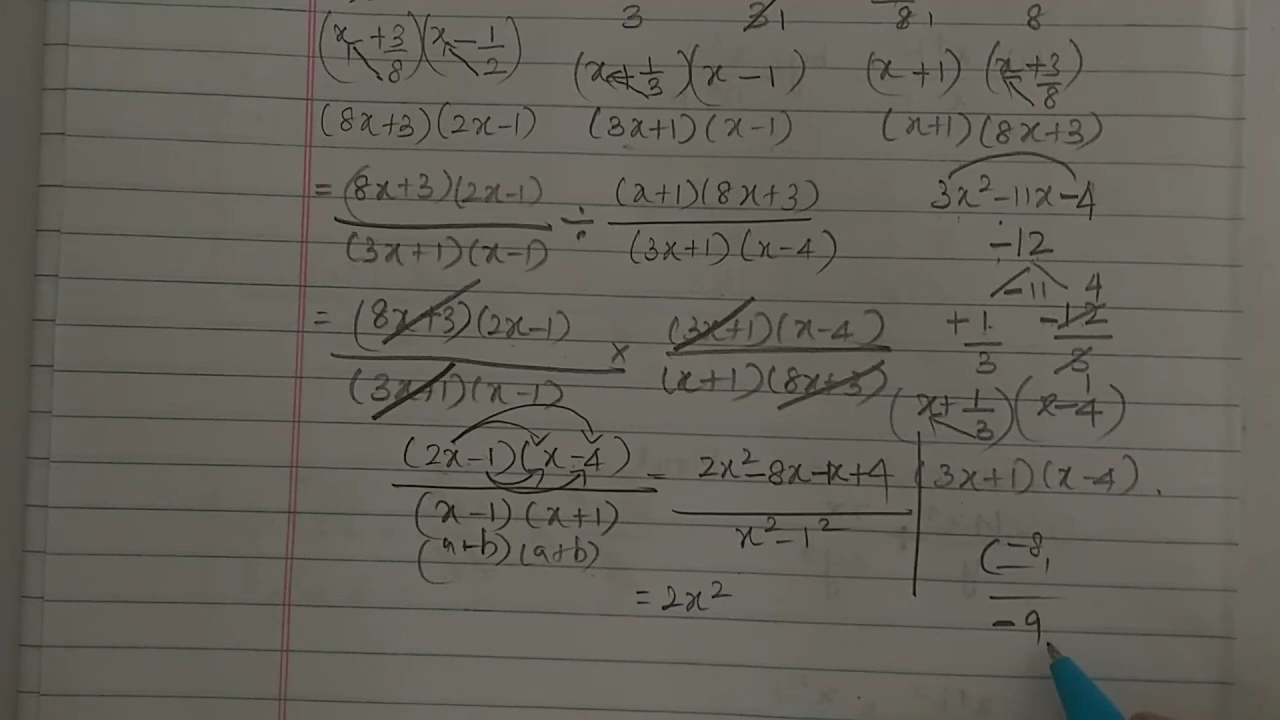 3 2̶ 1 8 1 8
(x + 3/8)(x - 1/2) (x + 1/3)(x - 1) (x + 1) (x + 3/8)
(8x+3)(2x-1) (3x+1)(x-1) (x+1)(8x+3)
= (8x+3)(2x-1)/(3x+1)(x-1) ÷ (x+1)(8x+3)/(3x+1)(x-4) 3x² - 11x - 4
-12
-11 4
= (8x+3)(2x-1)/(3x+1)(x-1) × (3x+1)(x-4)/(x+1)(8x+3) +1/3 -12/3 1
(x + 1/3)(x - 4)
(2x-1)(x-4)/(x-1)(x+1) = 2x² - 8x - x + 4/x² - 1² (3x+1)(x-4).
(a+b)(a+b) (-8, 
= 2x² -9